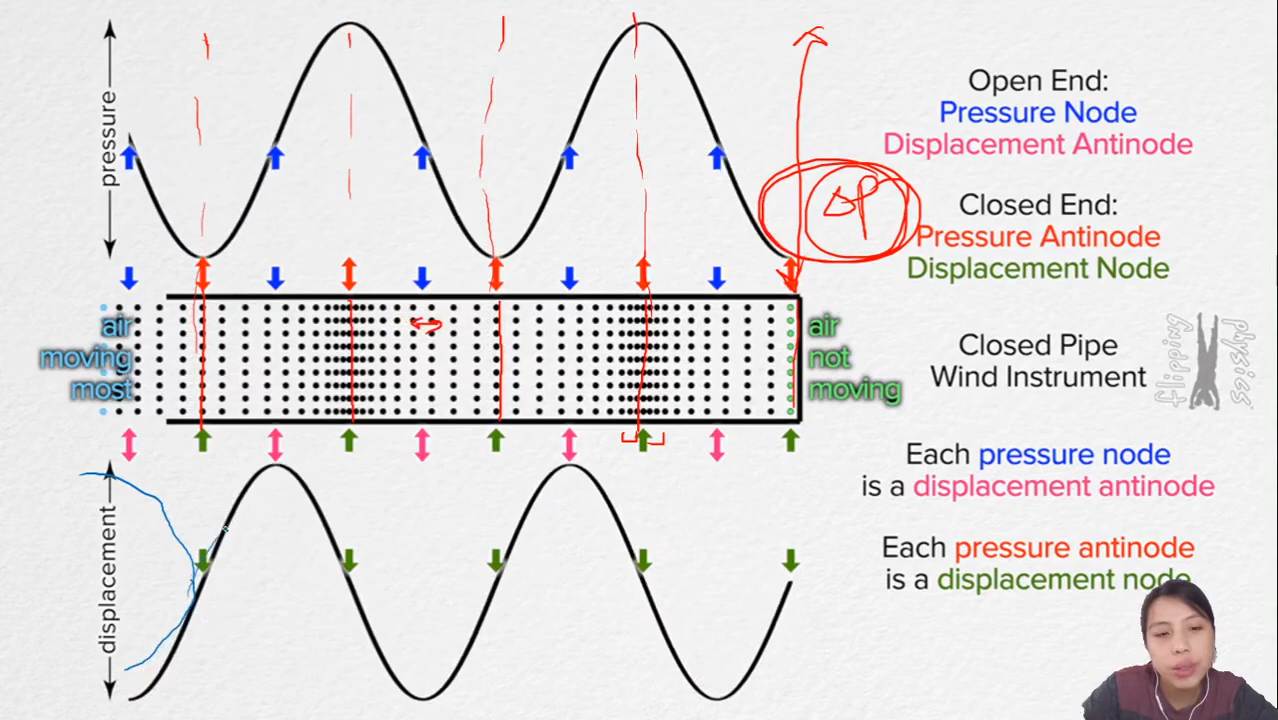 pressure
Open End:
Pressure Node
Displacement Antinode
ΔP
Closed End:
Pressure Antinode
Displacement Node
air
moving
most
air
not
moving
Closed Pipe
Wind Instrument
flipping
physics
Each pressure node
is a displacement antinode
displacement
Each pressure antinode
is a displacement node